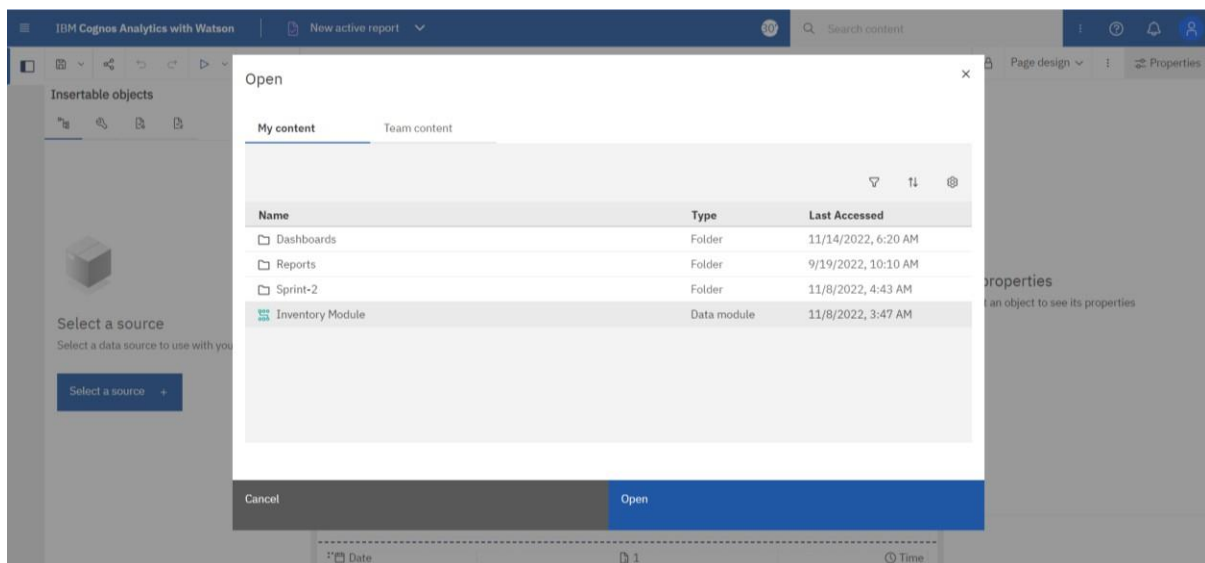 IBM Cognos Analytics with Watson
New active report
30
Search content
Page design
Properties
Insertable objects
Select a source
Select a data source to use with you
Select a source +
Open
My content
Team content
Name Type Last Accessed
Dashboards Folder 11/14/2022, 6:20 AM
Reports Folder 9/19/2022, 10:10 AM
Sprint-2 Folder 11/8/2022, 4:43 AM
Inventory Module Data module 11/8/2022, 3:47 AM
Cancel
Open
properties
an object to see its properties
Date 1 Time